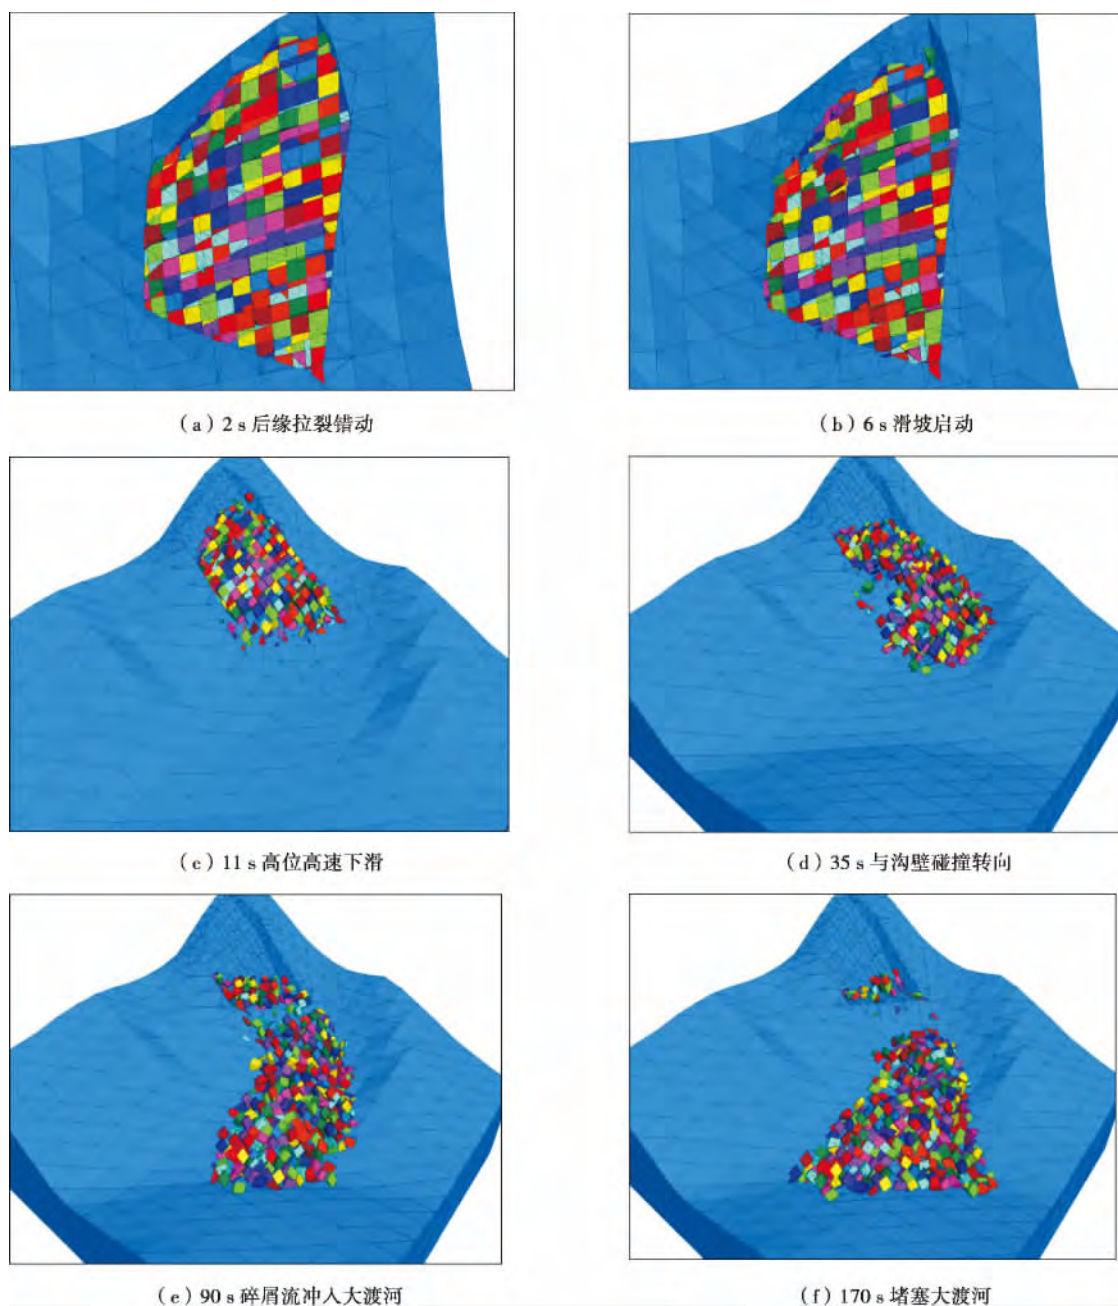 （a）2 s 后缘拉裂错动
（b）6 s 滑坡启动
（c）11 s 高位高速下滑
（d）35 s 与沟壁碰撞转向
（e）90 s 碎屑流冲入大渡河
（f）170 s 堵塞大渡河